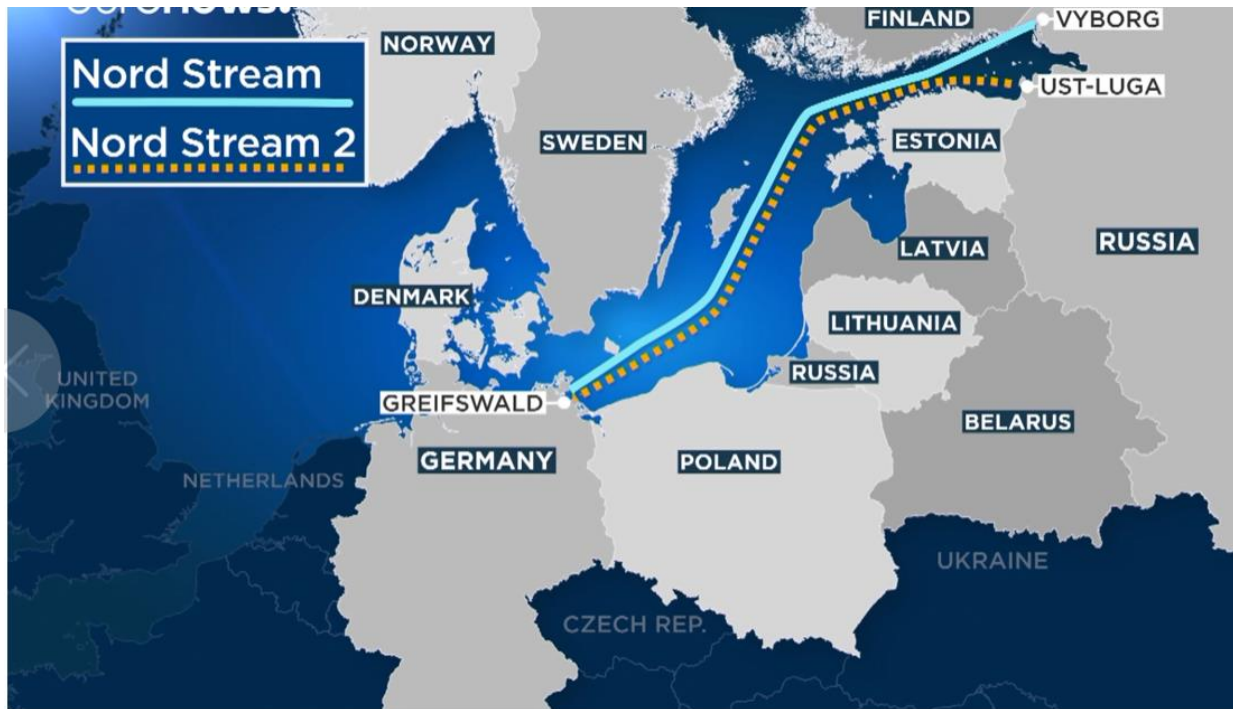 Nord Stream
Nord Stream 2
FINLAND
VYBORG
NORWAY
UST-LUGA
SWEDEN
ESTONIA
RUSSIA
LATVIA
DENMARK
LITHUANIA
RUSSIA
UNITED
KINGDOM
GREIFSWALD
BELARUS
GERMANY
POLAND
NETHERLANDS
UKRAINE
CZECH REP.